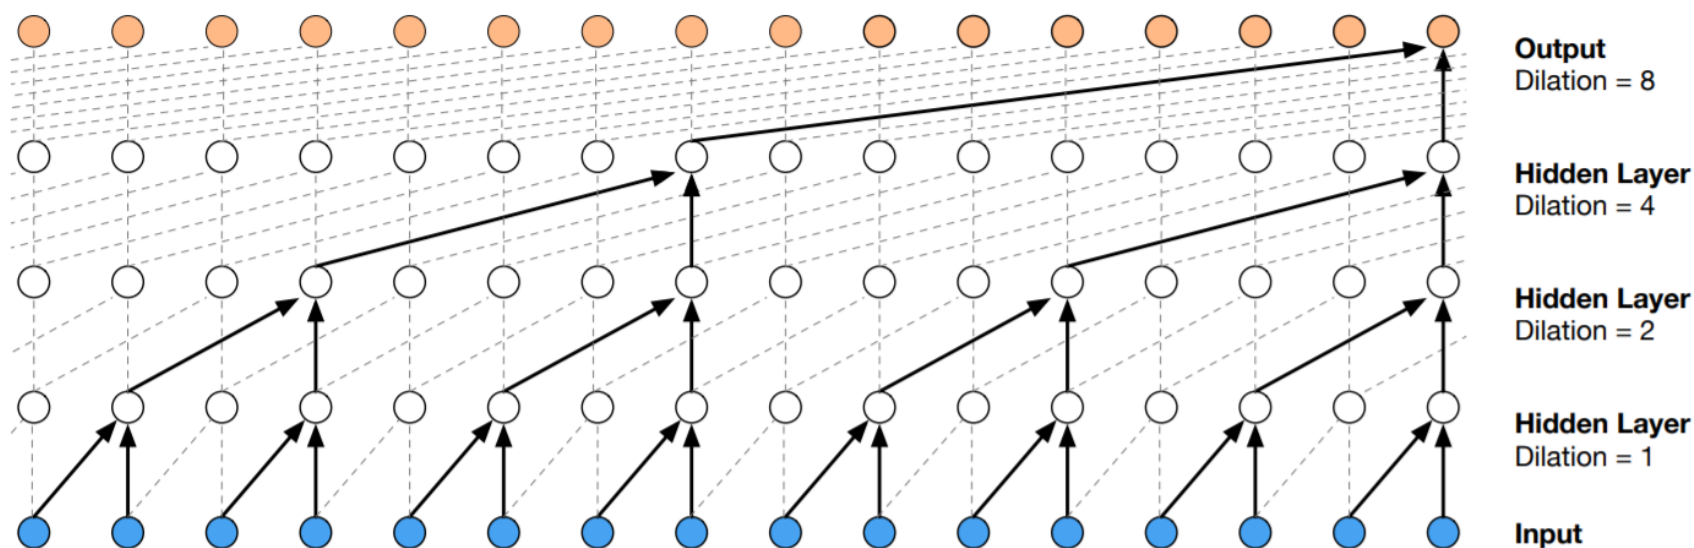 Output
Dilation = 8
Hidden Layer
Dilation = 4
Hidden Layer
Dilation = 2
Hidden Layer
Dilation = 1
Input